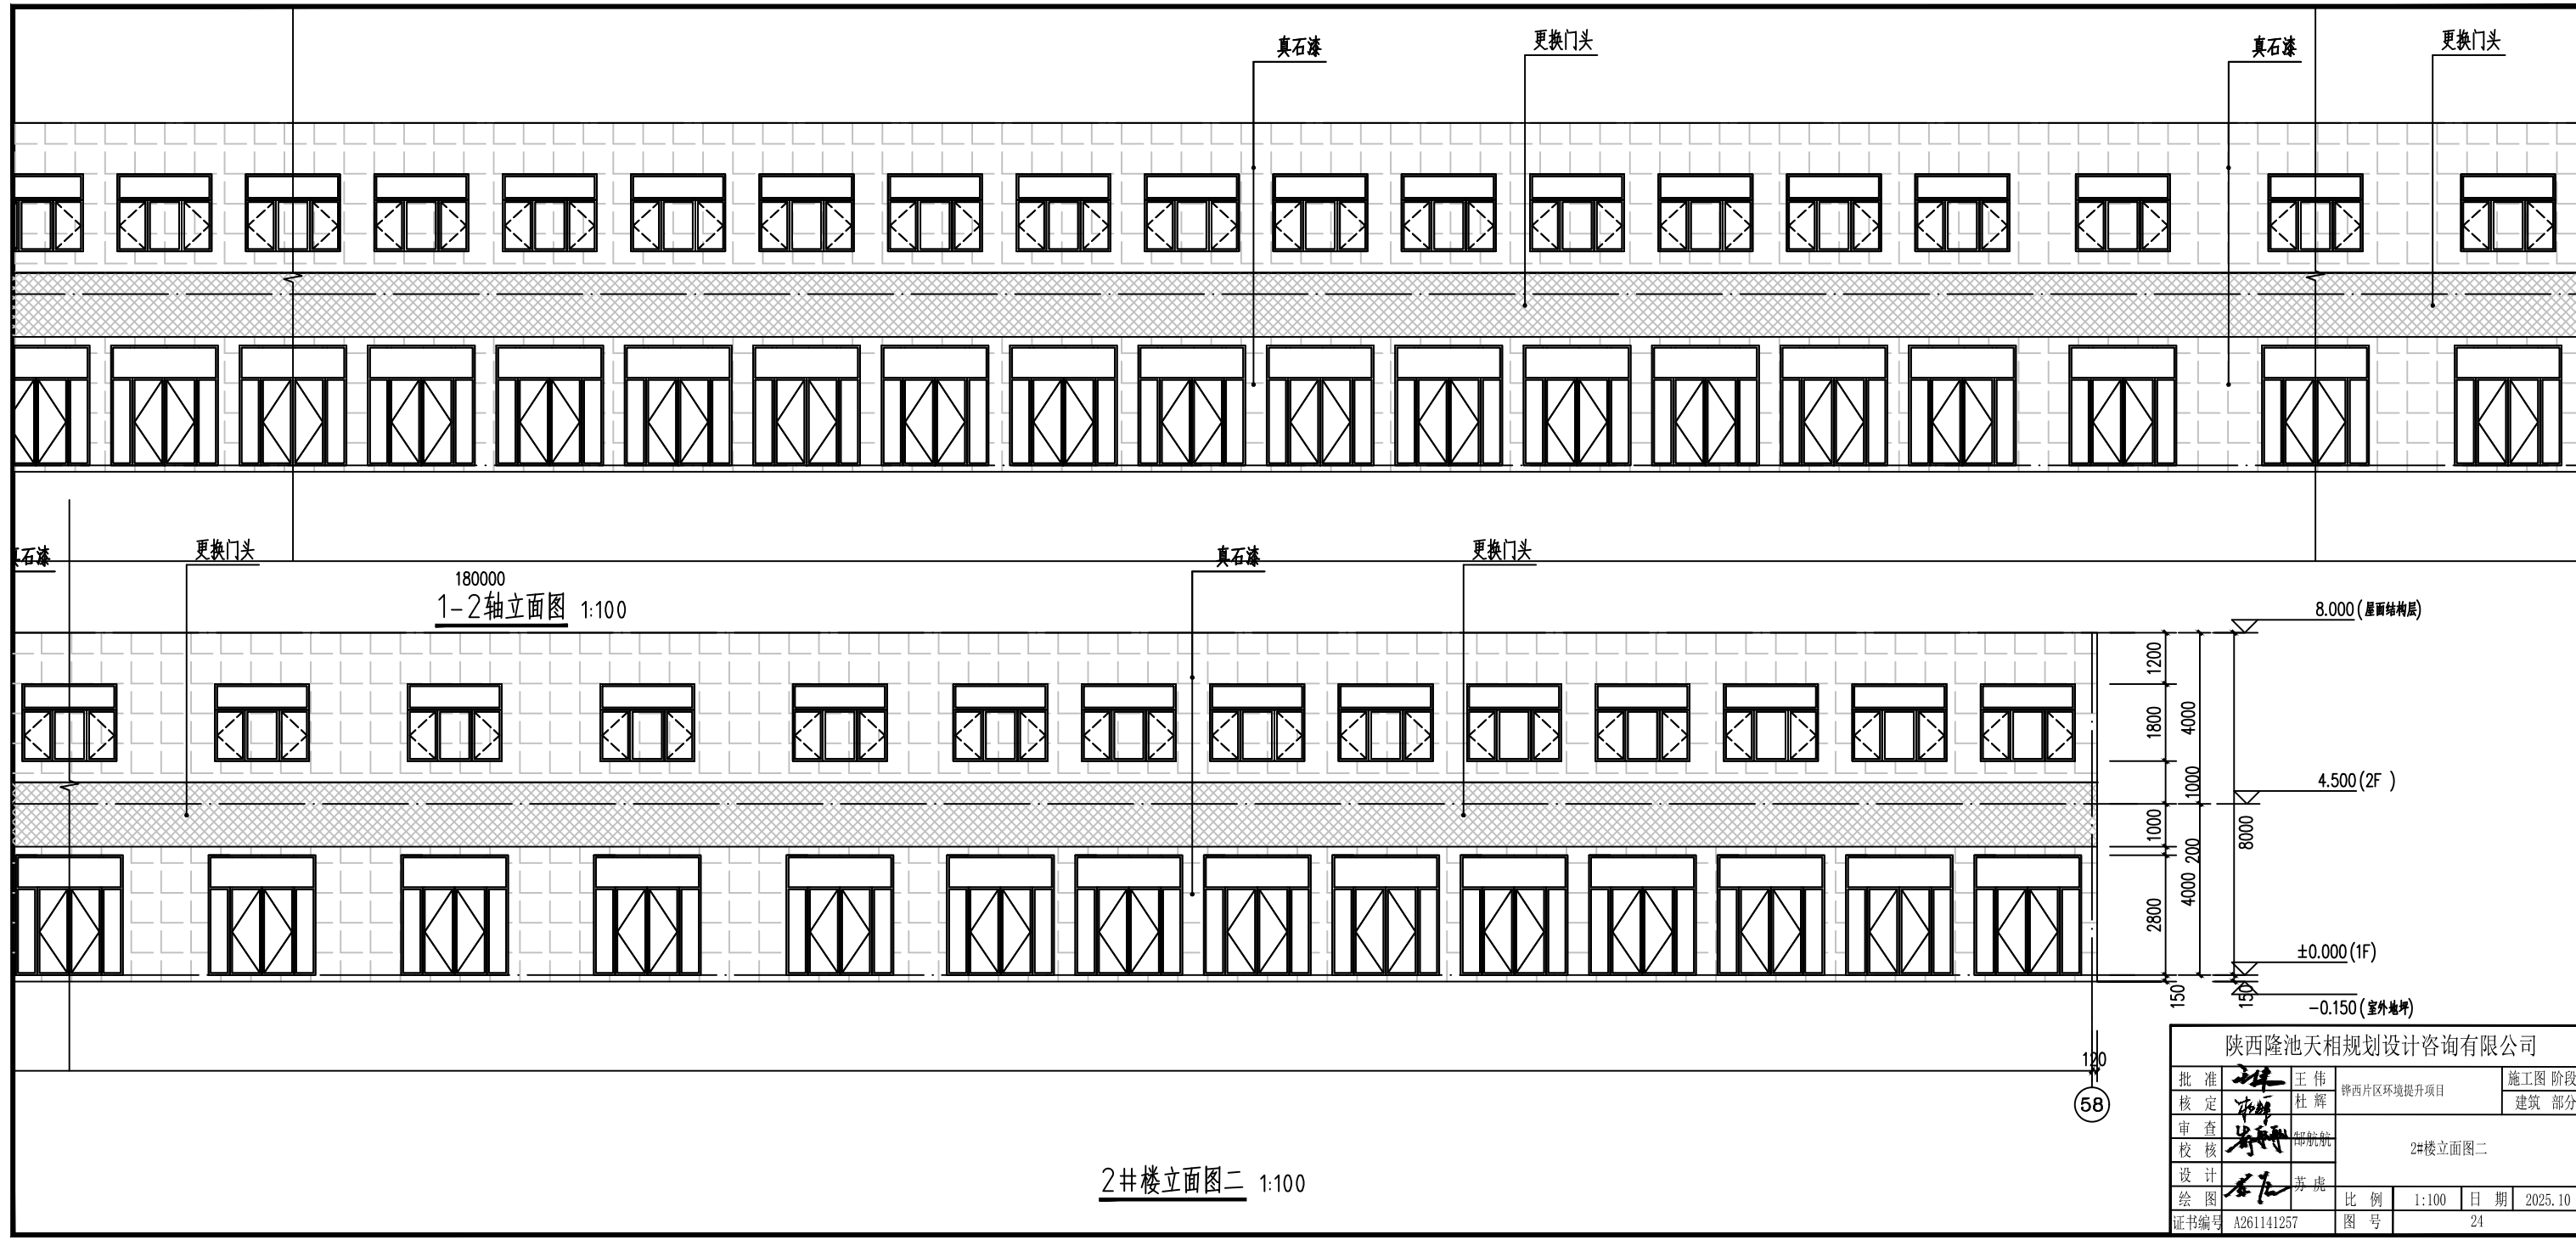 真石漆
更换门头
真石漆
更换门头
石漆
更换门头
真石漆
更换门头
180000
1-2轴立面图 1:100
8.000(屋面结构层)
1200
1800
4000
1000
4.500(2F )
1000
200
8000
2800
4000
±0.000(1F)
150
150
-0.150(室外地坪)
120
58
2#楼立面图二 1:100
陕西隆池天相规划设计咨询有限公司
批 准 王 伟 铧西片区环境提升项目 施工图 阶段
核 定 杜 辉 建筑 部分
审 查 郜航航 2#楼立面图二
校 核
设 计 苏 虎
绘 图 比 例 1:100 日 期 2025.10
证书编号 A261141257 图 号 24